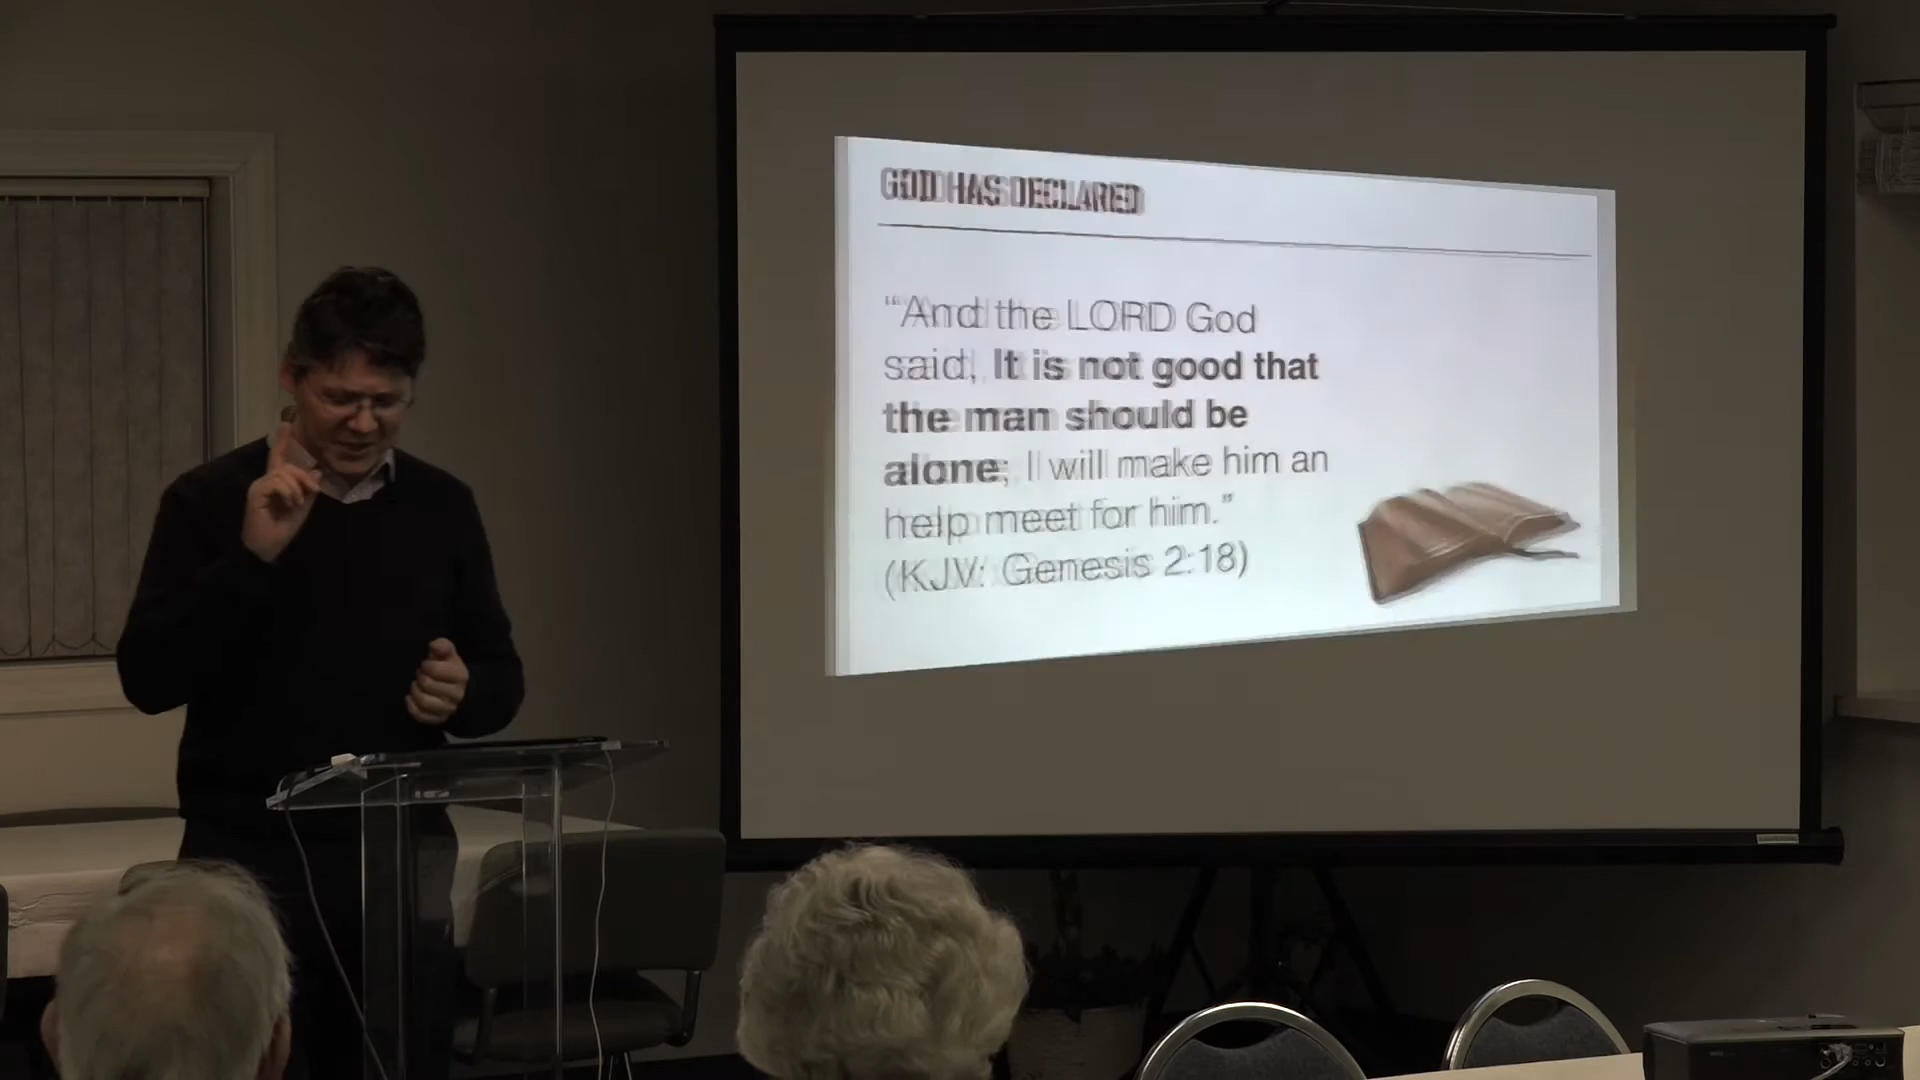 GOD HAS DECLARED
“And the LORD God
said, It is not good that
the man should be
alone; I will make him an
help meet for him.”
(KJV: Genesis 2:18)